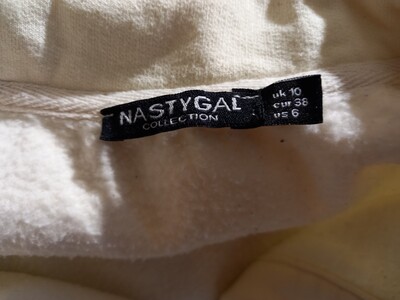 NASTYGAL
COLLECTION
uk 10
eur 38
us 6